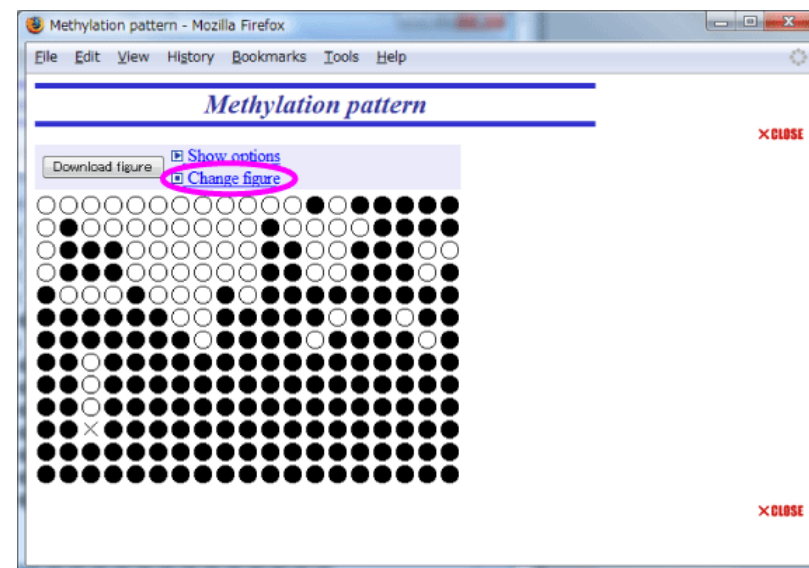 Methylation pattern - Mozilla Firefox
File Edit View History Bookmarks Tools Help
Methylation pattern
×CLOSE
Download figure
Show options
Change figure
×CLOSE